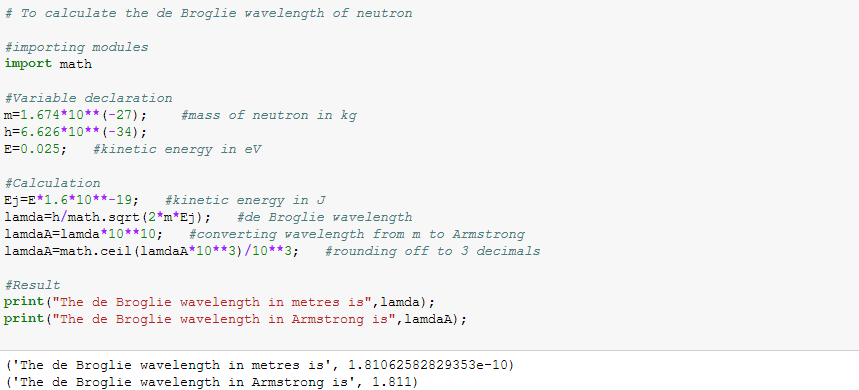 # To calculate the de Broglie wavelength of neutron
#importing modules
import math
#Variable declaration
m=1.674*10**(-27);    #mass of neutron in kg
h=6.626*10**(-34);
E=0.025;   #kinetic energy in eV
#Calculation
Ej=E*1.6*10**-19;   #kinetic energy in J
lamda=h/math.sqrt(2*m*Ej);   #de Broglie wavelength
lamdaA=lamda*10**10;   #converting wavelength from m to Armstrong
lamdaA=math.ceil(lamdaA*10**3)/10**3;   #rounding off to 3 decimals
#Result
print("The de Broglie wavelength in metres is",lamda);
print("The de Broglie wavelength in Armstrong is",lamdaA);
('The de Broglie wavelength in metres is', 1.81062582829353e-10)
('The de Broglie wavelength in Armstrong is', 1.811)